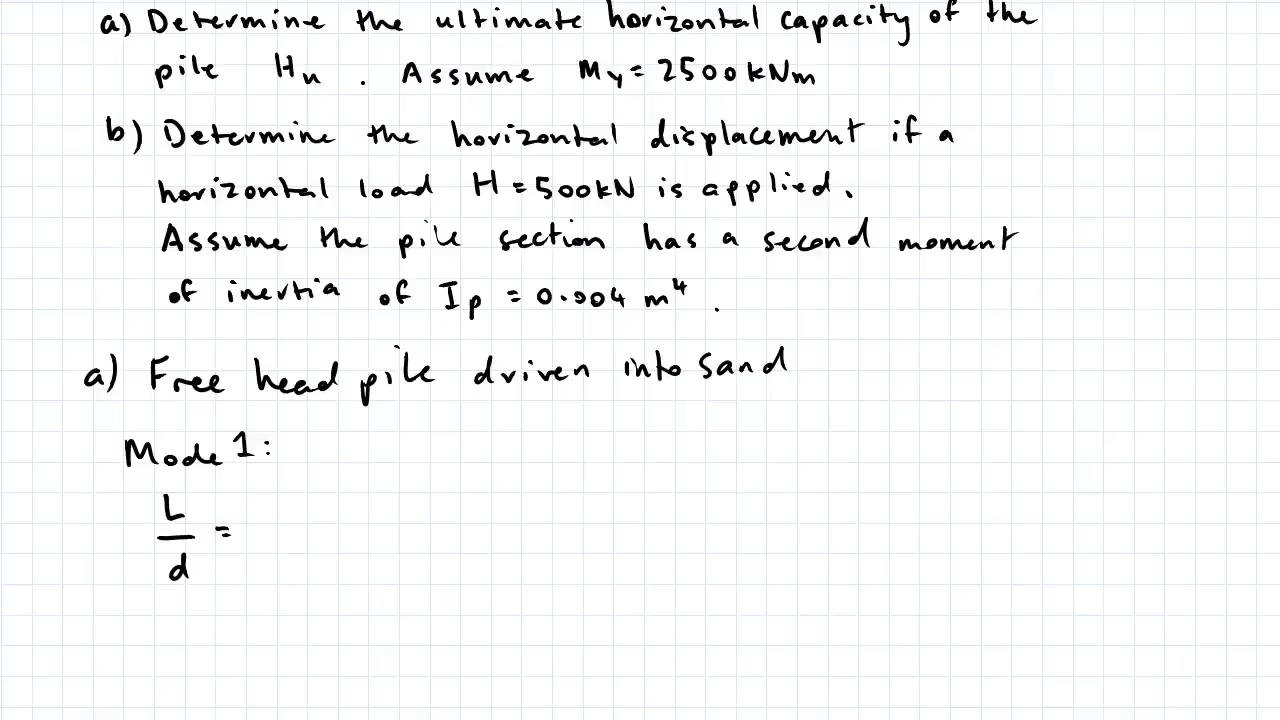 a) Determine the ultimate horizontal capacity of the
pile Hu . Assume My = 2500kNm
b) Determine the horizontal displacement if a
horizontal load H = 500kN is applied.
Assume the pile section has a second moment
of inertia of Ip = 0.004 m⁴ .
a) Free head pile driven into sand
Mode 1:
L
— =
d